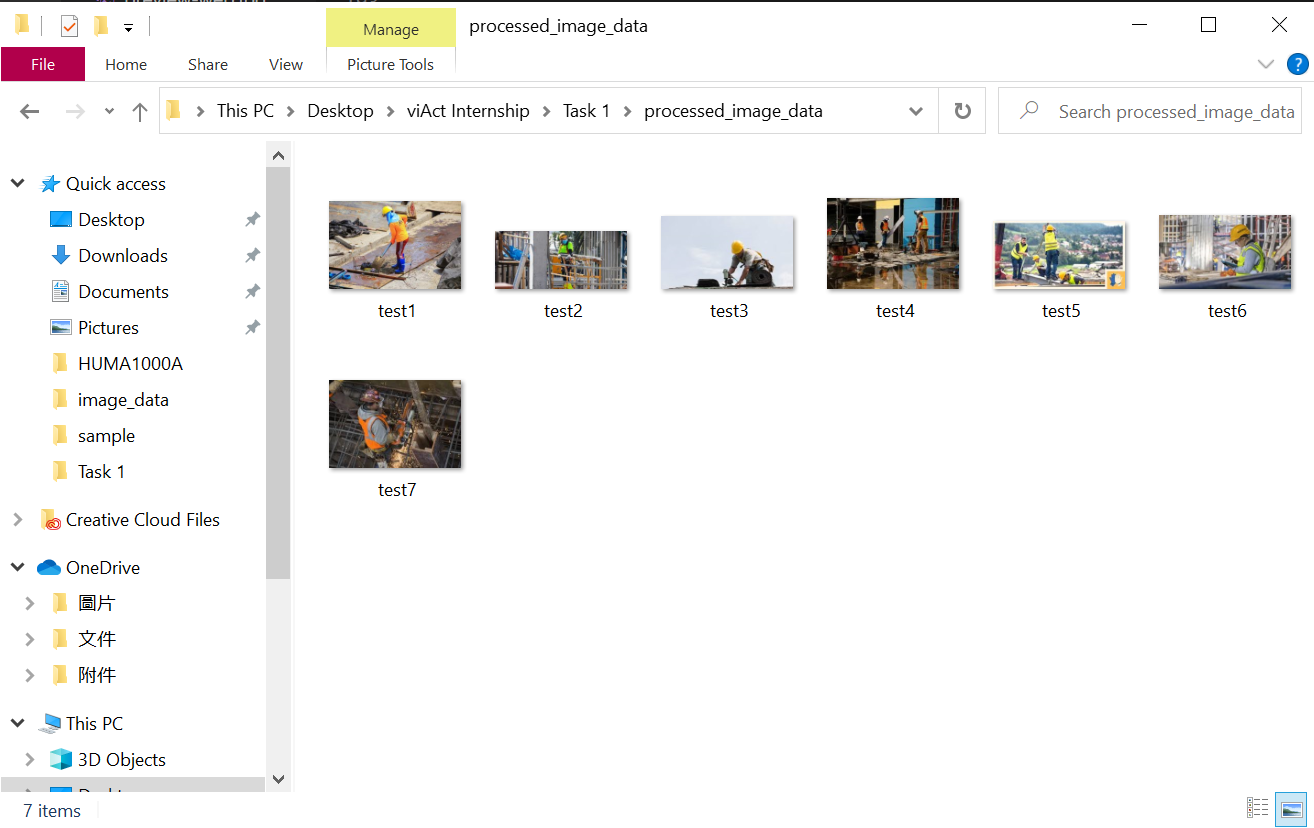 Manage
processed_image_data
File
Home
Share
View
Picture Tools
This PC
Desktop
viAct Internship
Task 1
processed_image_data
Search processed_image_data
Quick access
Desktop
Downloads
Documents
Pictures
HUMA1000A
image_data
sample
Task 1
Creative Cloud Files
OneDrive
圖片
文件
附件
This PC
3D Objects
test1
test2
test3
test4
test5
test6
test7
7 items